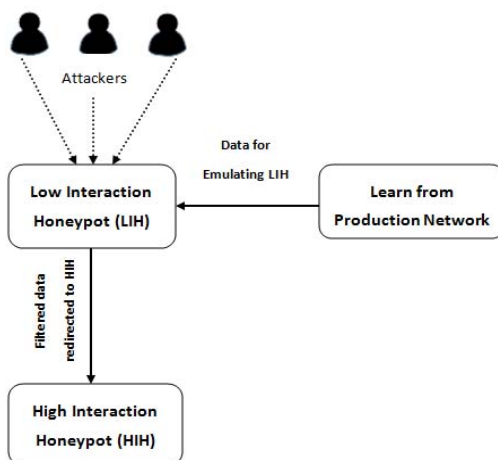 Attackers
Data for
Emulating LIH
Low Interaction
Honeypot (LIH)
Learn from
Production Network
Filtered data
redirected to HIH
High Interaction
Honeypot (HIH)